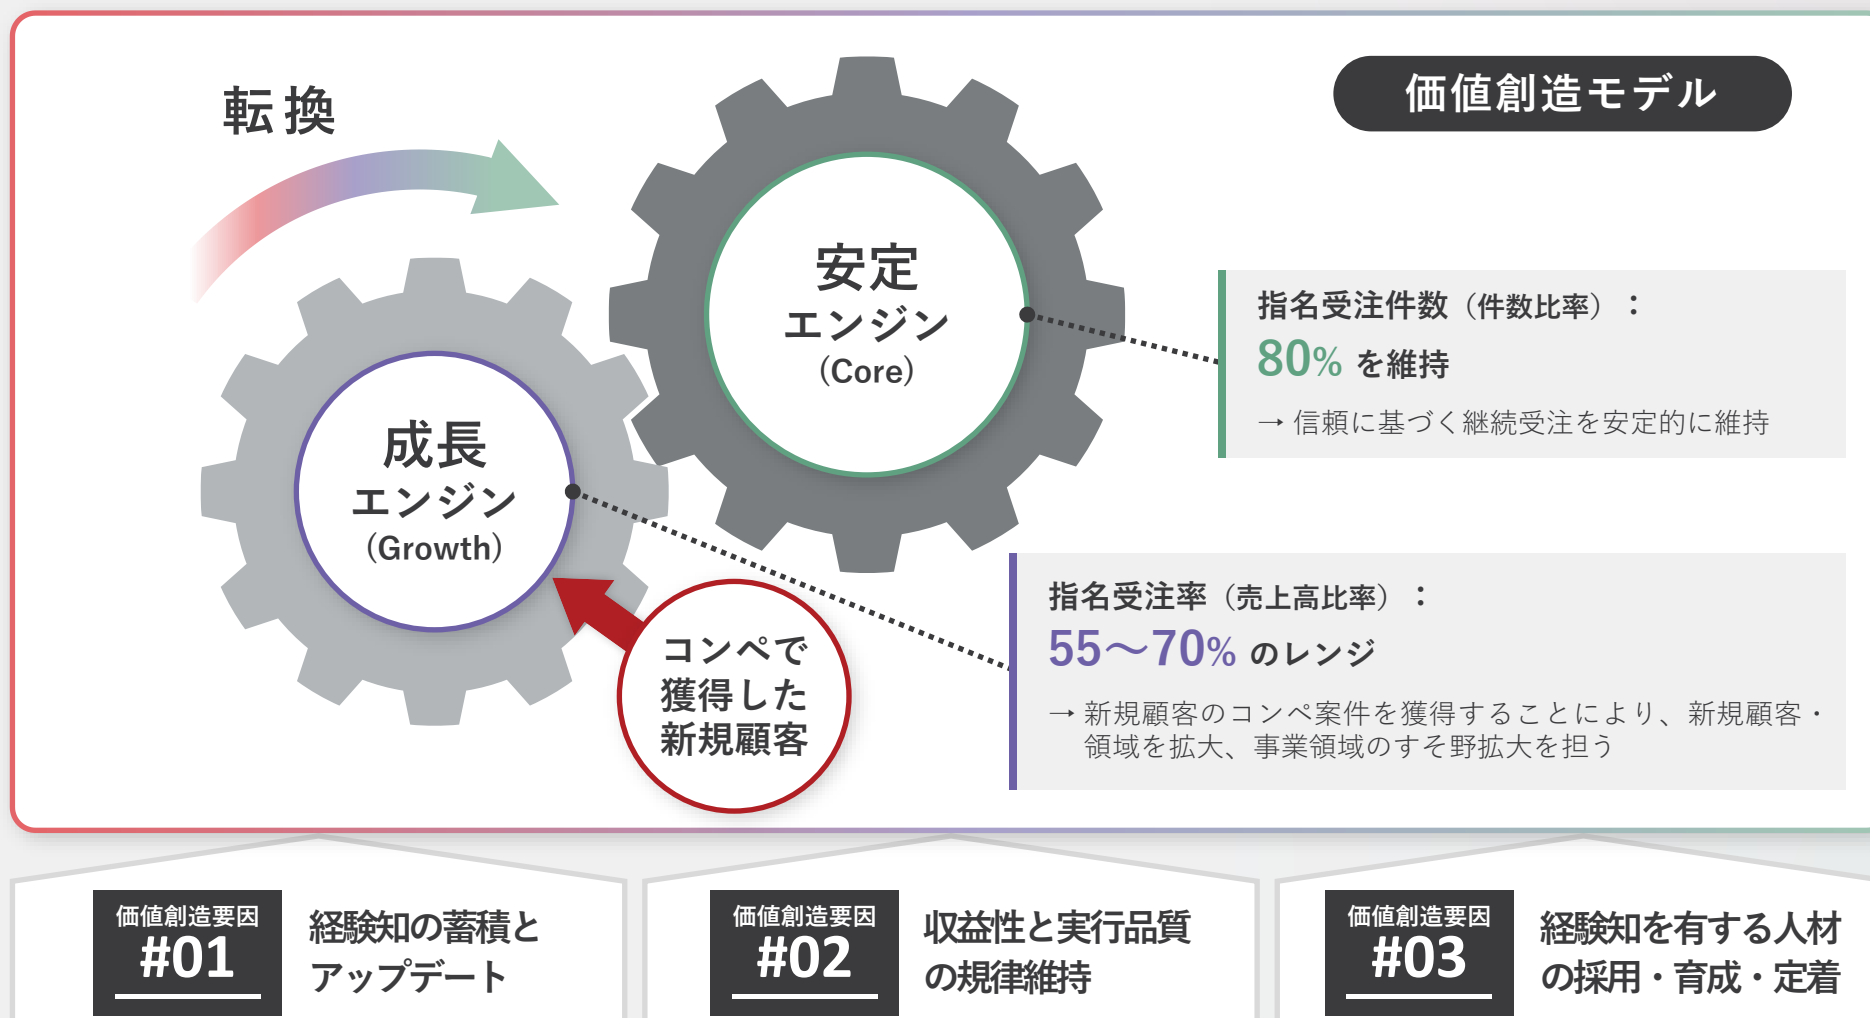 価値創造モデル
転換
安定
エンジン
(Core)
成長
エンジン
(Growth)
コンペで
獲得した
新規顧客
指名受注件数（件数比率）：
80% を維持
→ 信頼に基づく継続受注を安定的に維持
指名受注率（売上高比率）：
55〜70% のレンジ
→ 新規顧客のコンペ案件を獲得することにより、新規顧客・
領域を拡大、事業領域のすそ野拡大を担う
価値創造要因
#01
経験知の蓄積と
アップデート
価値創造要因
#02
収益性と実行品質
の規律維持
価値創造要因
#03
経験知を有する人材
の採用・育成・定着